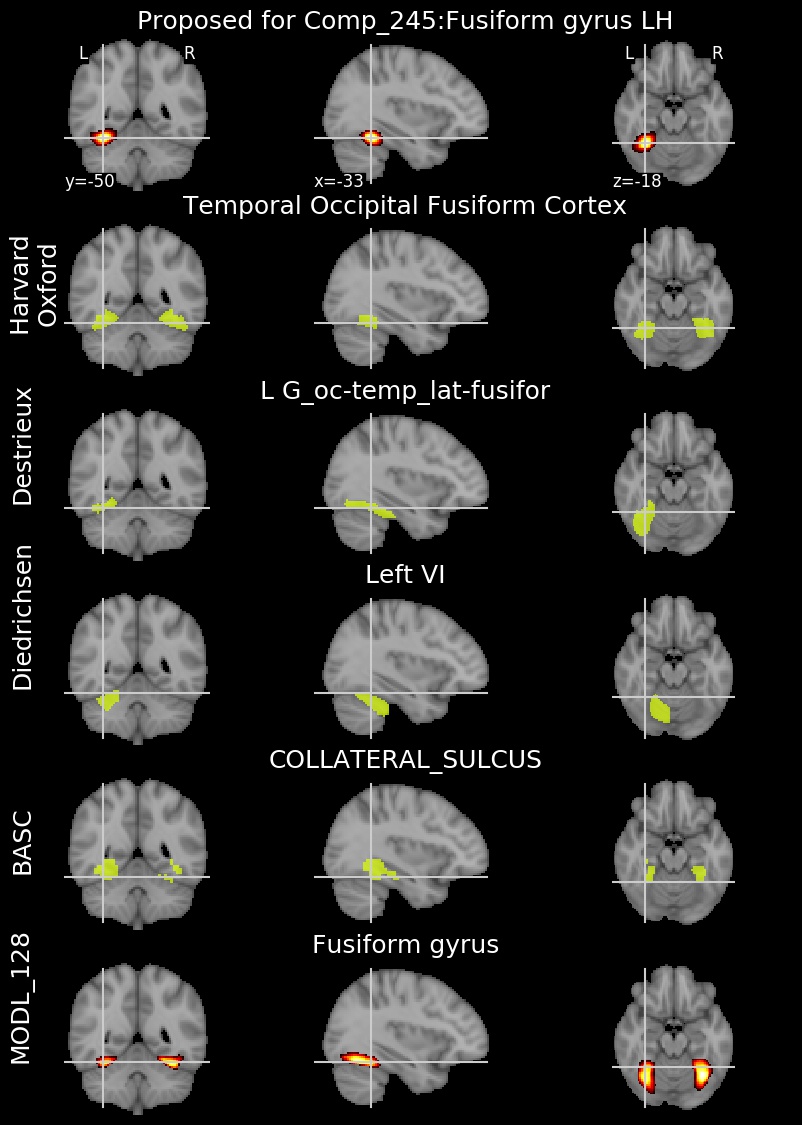 Proposed for Comp_245:Fusiform gyrus LH
L R
L R
y=-50
x=-33
z=-18
Temporal Occipital Fusiform Cortex
Harvard
Oxford
L G_oc-temp_lat-fusifor
Destrieux
Left VI
Diedrichsen
COLLATERAL_SULCUS
BASC
Fusiform gyrus
MODL_128